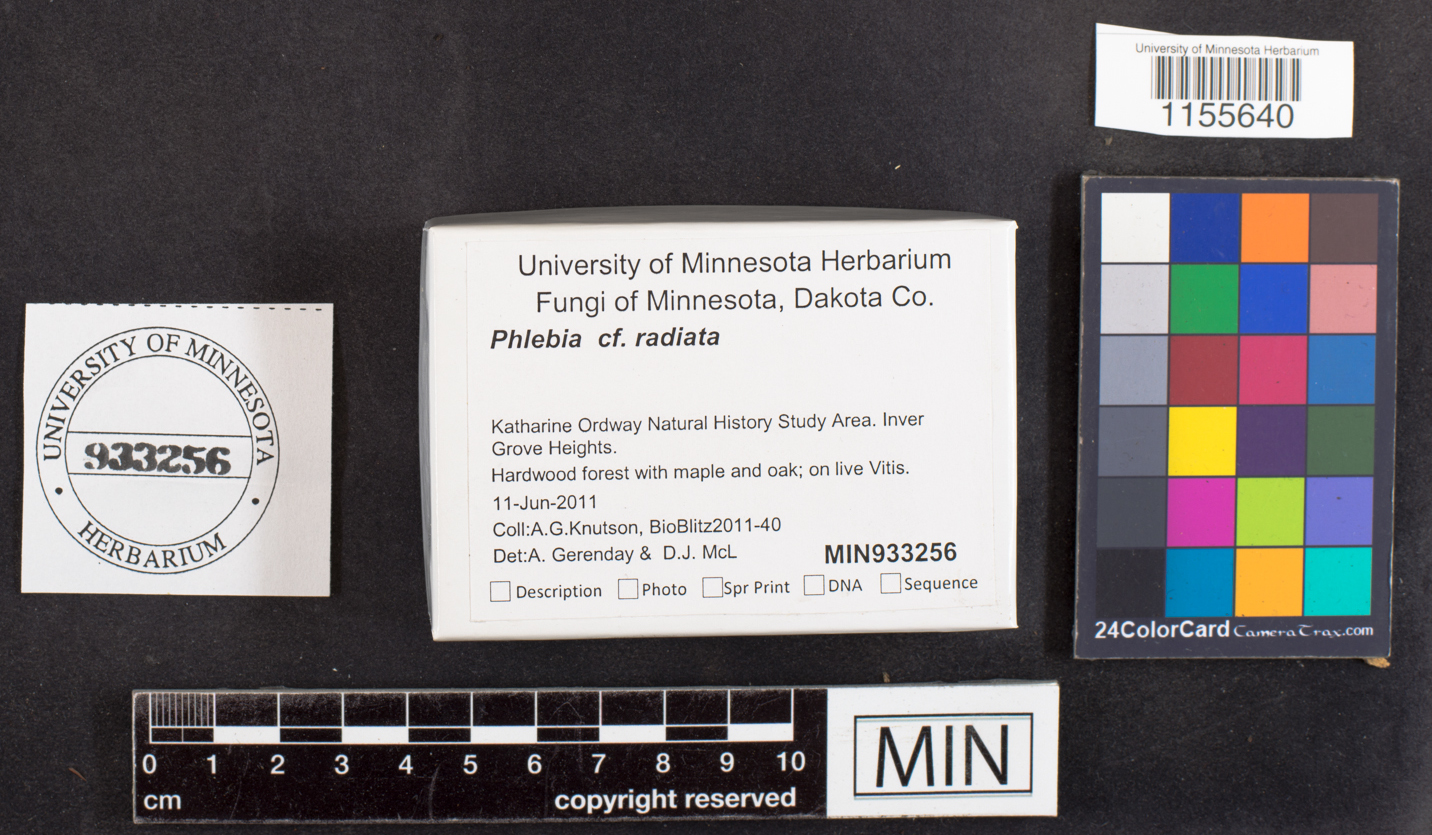 University of Minnesota Herbarium
1155640
University of Minnesota Herbarium
Fungi of Minnesota, Dakota Co.
Phlebia cf. radiata
Katharine Ordway Natural History Study Area. Inver
Grove Heights.
Hardwood forest with maple and oak; on live Vitis.
11-Jun-2011
Coll:A.G.Knutson, BioBlitz2011-40
Det:A. Gerenday & D.J. McL
MIN933256
Description Photo Spr Print DNA Sequence
UNIVERSITY OF MINNESOTA
933256
• HERBARIUM •
24ColorCard CameraTrax.com
0 1 2 3 4 5 6 7 8 9 10
cm
copyright reserved
MIN